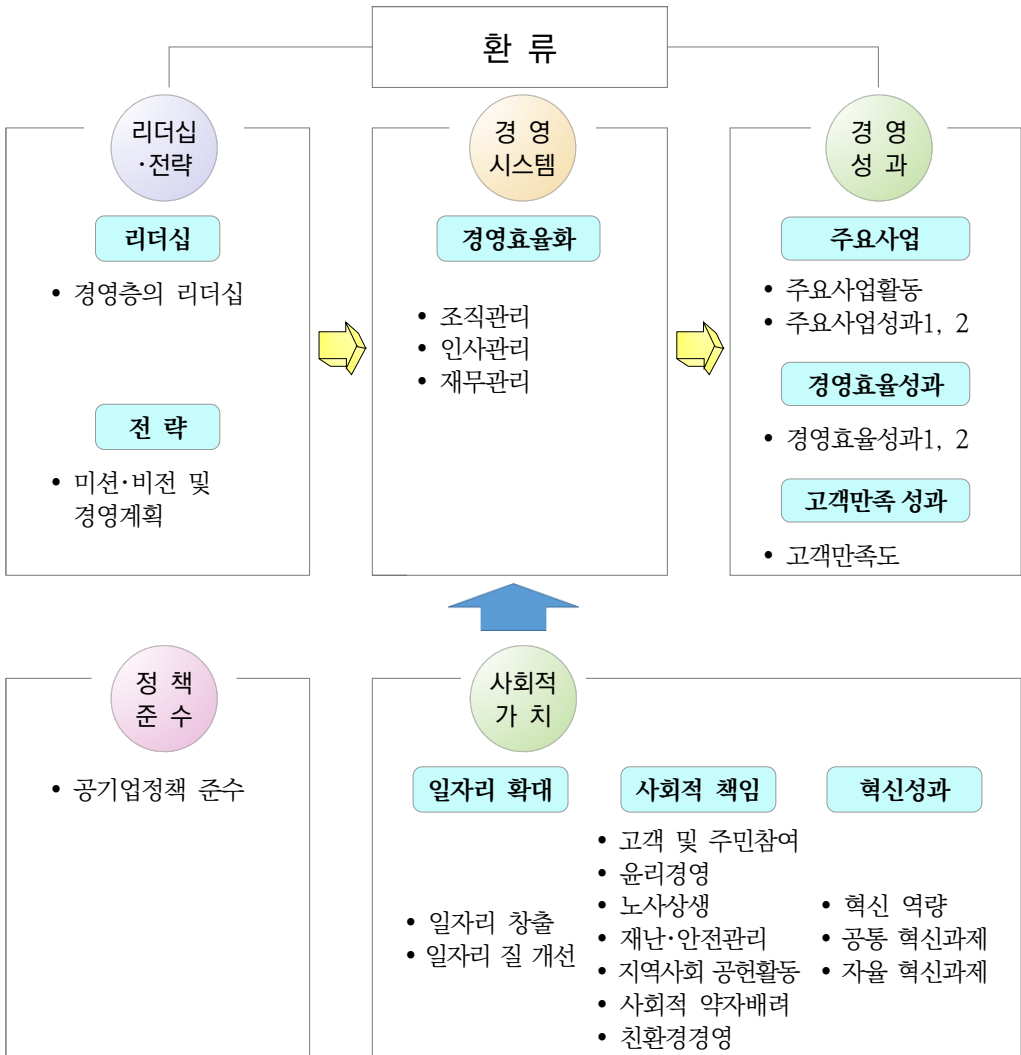 환 류
리더십
·전략
리더십
• 경영층의 리더십
전 략
• 미션·비전 및
경영계획
경 영
시스템
경영효율화
• 조직관리
• 인사관리
• 재무관리
경 영
성 과
주요사업
• 주요사업활동
• 주요사업성과1, 2
경영효율성과
• 경영효율성과1, 2
고객만족 성과
• 고객만족도
정 책
준 수
• 공기업정책 준수
사회적
가 치
일자리 확대
• 일자리 창출
• 일자리 질 개선
사회적 책임
• 고객 및 주민참여
• 윤리경영
• 노사상생
• 재난·안전관리
• 지역사회 공헌활동
• 사회적 약자배려
• 친환경경영
혁신성과
• 혁신 역량
• 공통 혁신과제
• 자율 혁신과제